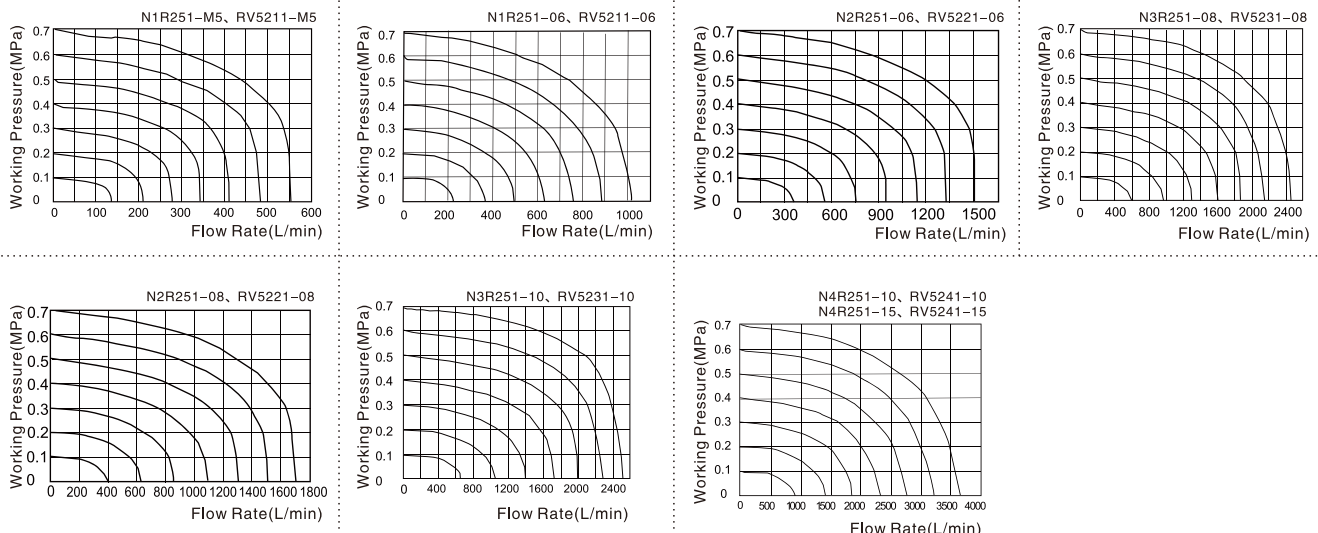 N1R251-M5、RV5211-M5
Working Pressure(MPa)
0.7
0.6
0.5
0.4
0.3
0.2
0.1
0
0 100 200 300 400 500 600
Flow Rate(L/min)
N1R251-06、RV5211-06
Working Pressure(MPa)
0.7
0.6
0.5
0.4
0.3
0.2
0.1
0
0 200 400 600 800 1000
Flow Rate(L/min)
N2R251-06、RV5221-06
Working Pressure(MPa)
0.7
0.6
0.5
0.4
0.3
0.2
0.1
0
0 300 600 900 1200 1500
Flow Rate(L/min)
N3R251-08、RV5231-08
Working Pressure(MPa)
0.7
0.6
0.5
0.4
0.3
0.2
0.1
0
0 400 800 1200 1600 2000 2400
Flow Rate(L/min)
N2R251-08、RV5221-08
Working Pressure(MPa)
0.7
0.6
0.5
0.4
0.3
0.2
0.1
0
0 200 400 600 800 1000 1200 1400 1600 1800
Flow Rate(L/min)
N3R251-10、RV5231-10
Working Pressure(MPa)
0.7
0.6
0.5
0.4
0.3
0.2
0.1
0
0 400 800 1200 1600 2000 2400
Flow Rate(L/min)
N4R251-10、RV5241-10
N4R251-15、RV5241-15
Working Pressure(MPa)
0.7
0.6
0.5
0.4
0.3
0.2
0.1
0
0 500 1000 1500 2000 2500 3000 3500 4000
Flow Rate(L/min)